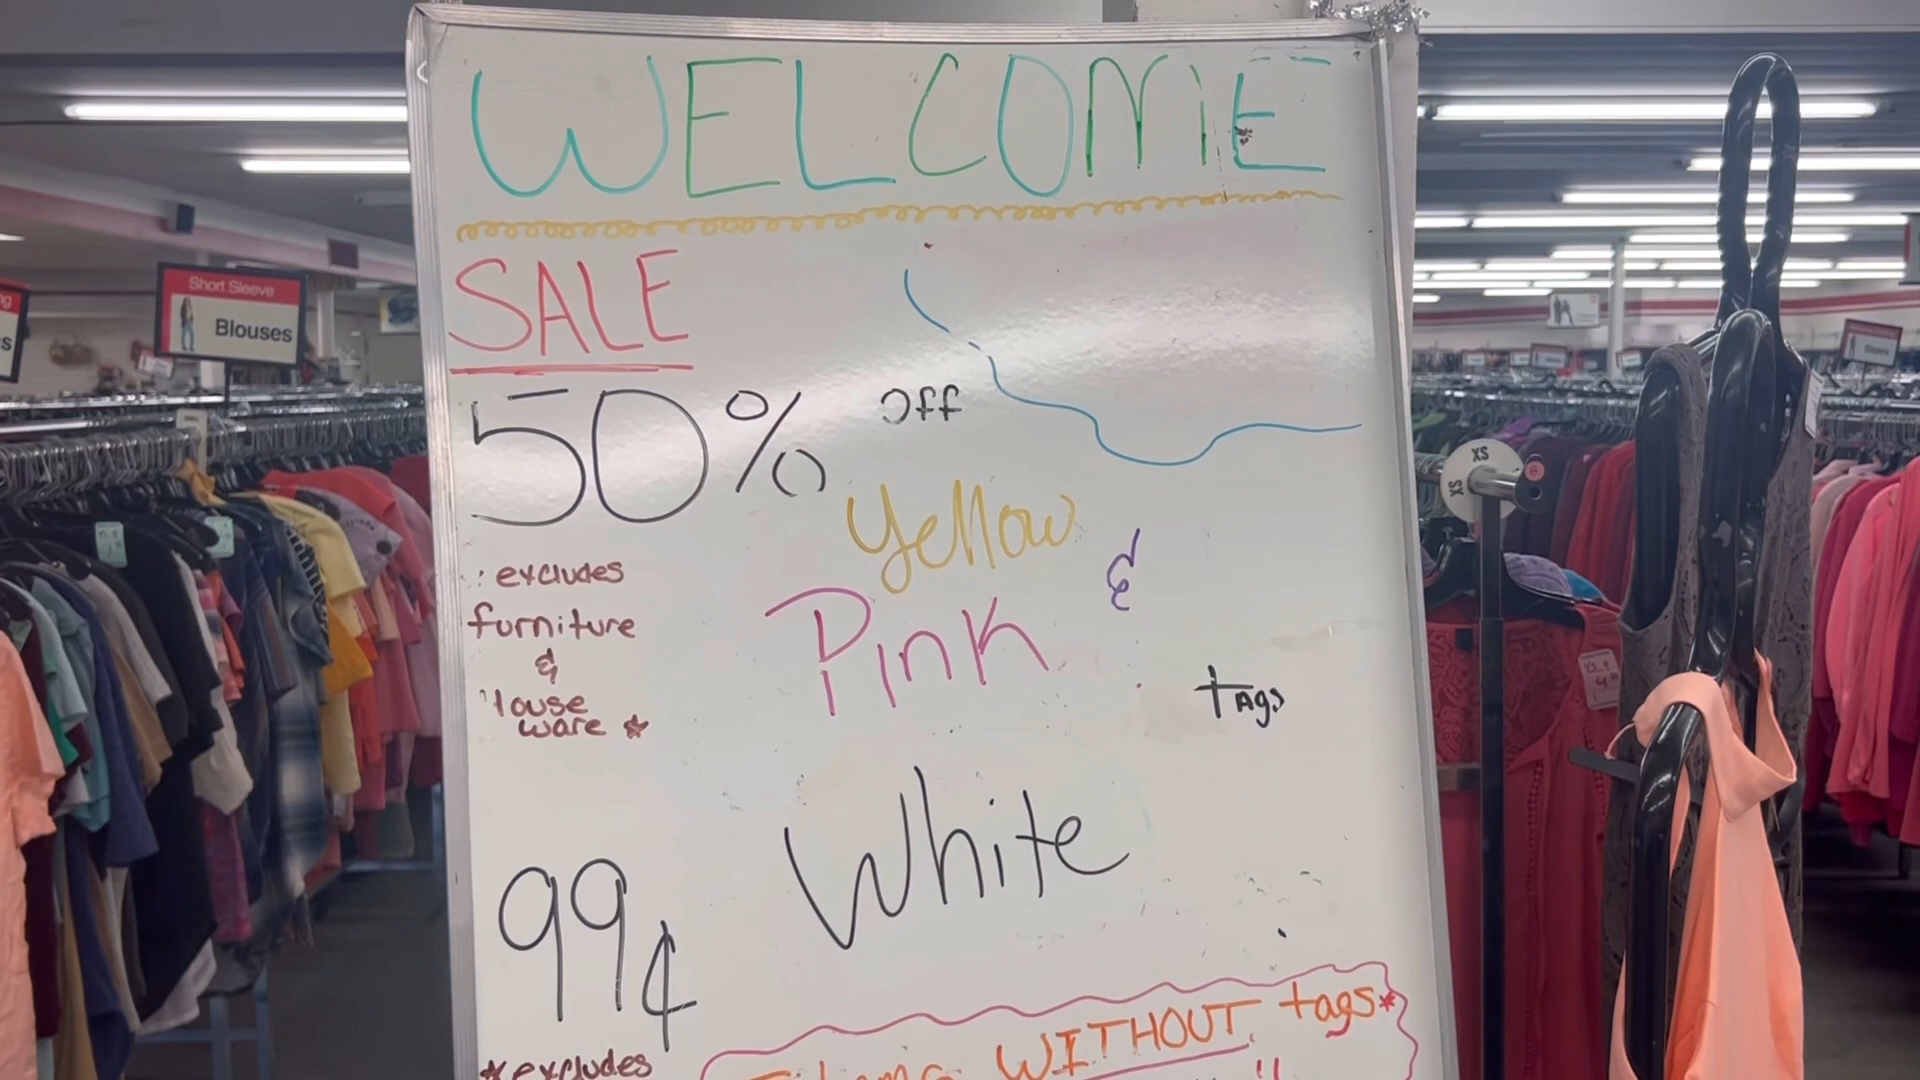 WELCOME
SALE
50% off
Yellow
&
Pink
tags
excludes
furniture
&
House
ware *
White
99¢
*excludes
Items WITHOUT tags*
Short Sleeve
Blouses
XS
XS